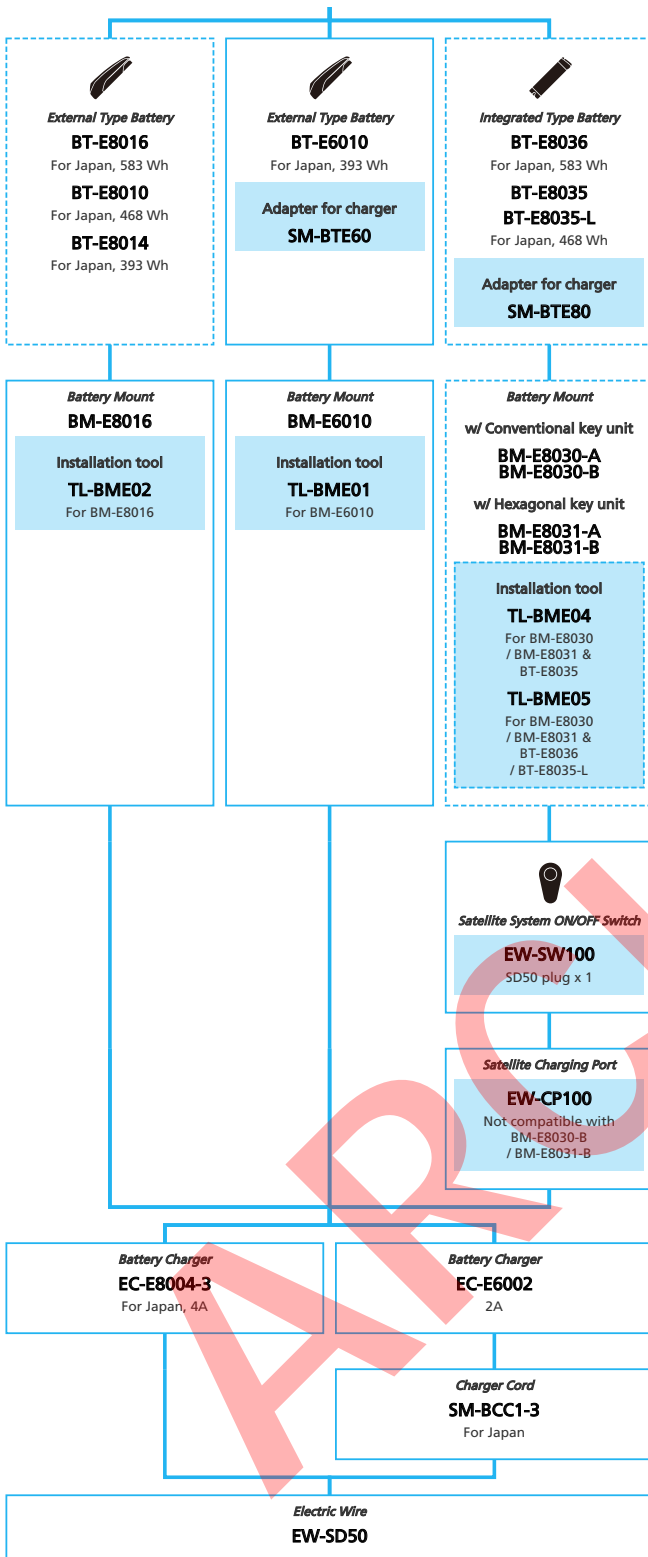 External Type Battery
BT-E8016
For Japan, 583 Wh
BT-E8010
For Japan, 468 Wh
BT-E8014
For Japan, 393 Wh
External Type Battery
BT-E6010
For Japan, 393 Wh
Adapter for charger
SM-BTE60
Integrated Type Battery
BT-E8036
For Japan, 583 Wh
BT-E8035
BT-E8035-L
For Japan, 468 Wh
Adapter for charger
SM-BTE80
Battery Mount
BM-E8016
Installation tool
TL-BME02
For BM-E8016
Battery Mount
BM-E6010
Installation tool
TL-BME01
For BM-E6010
Battery Mount
w/ Conventional key unit
BM-E8030-A
BM-E8030-B
w/ Hexagonal key unit
BM-E8031-A
BM-E8031-B
Installation tool
TL-BME04
For BM-E8030
/ BM-E8031 &
BT-E8035
TL-BME05
For BM-E8030
/ BM-E8031 &
BT-E8036
/ BT-E8035-L
Satellite System ON/OFF Switch
EW-SW100
SD50 plug x 1
Satellite Charging Port
EW-CP100
Not compatible with
BM-E8030-B
/ BM-E8031-B
Battery Charger
EC-E8004-3
For Japan, 4A
Battery Charger
EC-E6002
2A
Charger Cord
SM-BCC1-3
For Japan
Electric Wire
EW-SD50